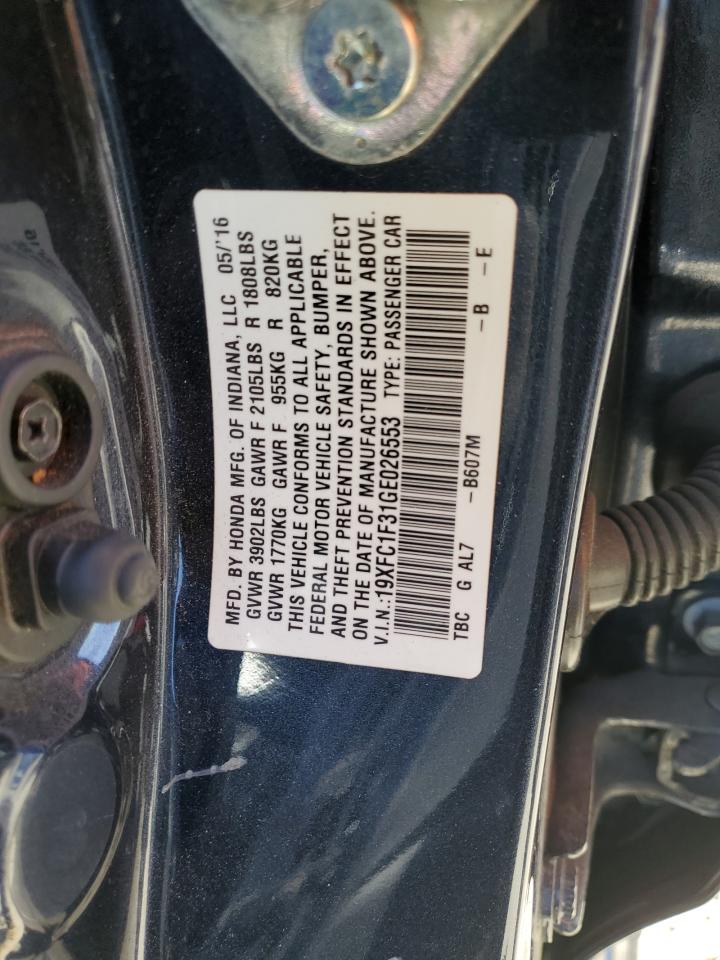 MFD. BY HONDA MFG. OF INDIANA, LLC 05/'16
GVWR 3902LBS GAWR F 2105LBS R 1808LBS
GVWR 1770KG GAWR F 955KG R 820KG
THIS VEHICLE CONFORMS TO ALL APPLICABLE
FEDERAL MOTOR VEHICLE SAFETY, BUMPER,
AND THEFT PREVENTION STANDARDS IN EFFECT
ON THE DATE OF MANUFACTURE SHOWN ABOVE.
V.I.N.:19XFC1F31GE026553 TYPE: PASSENGER CAR
TBC G AL7 -B607M -B -E